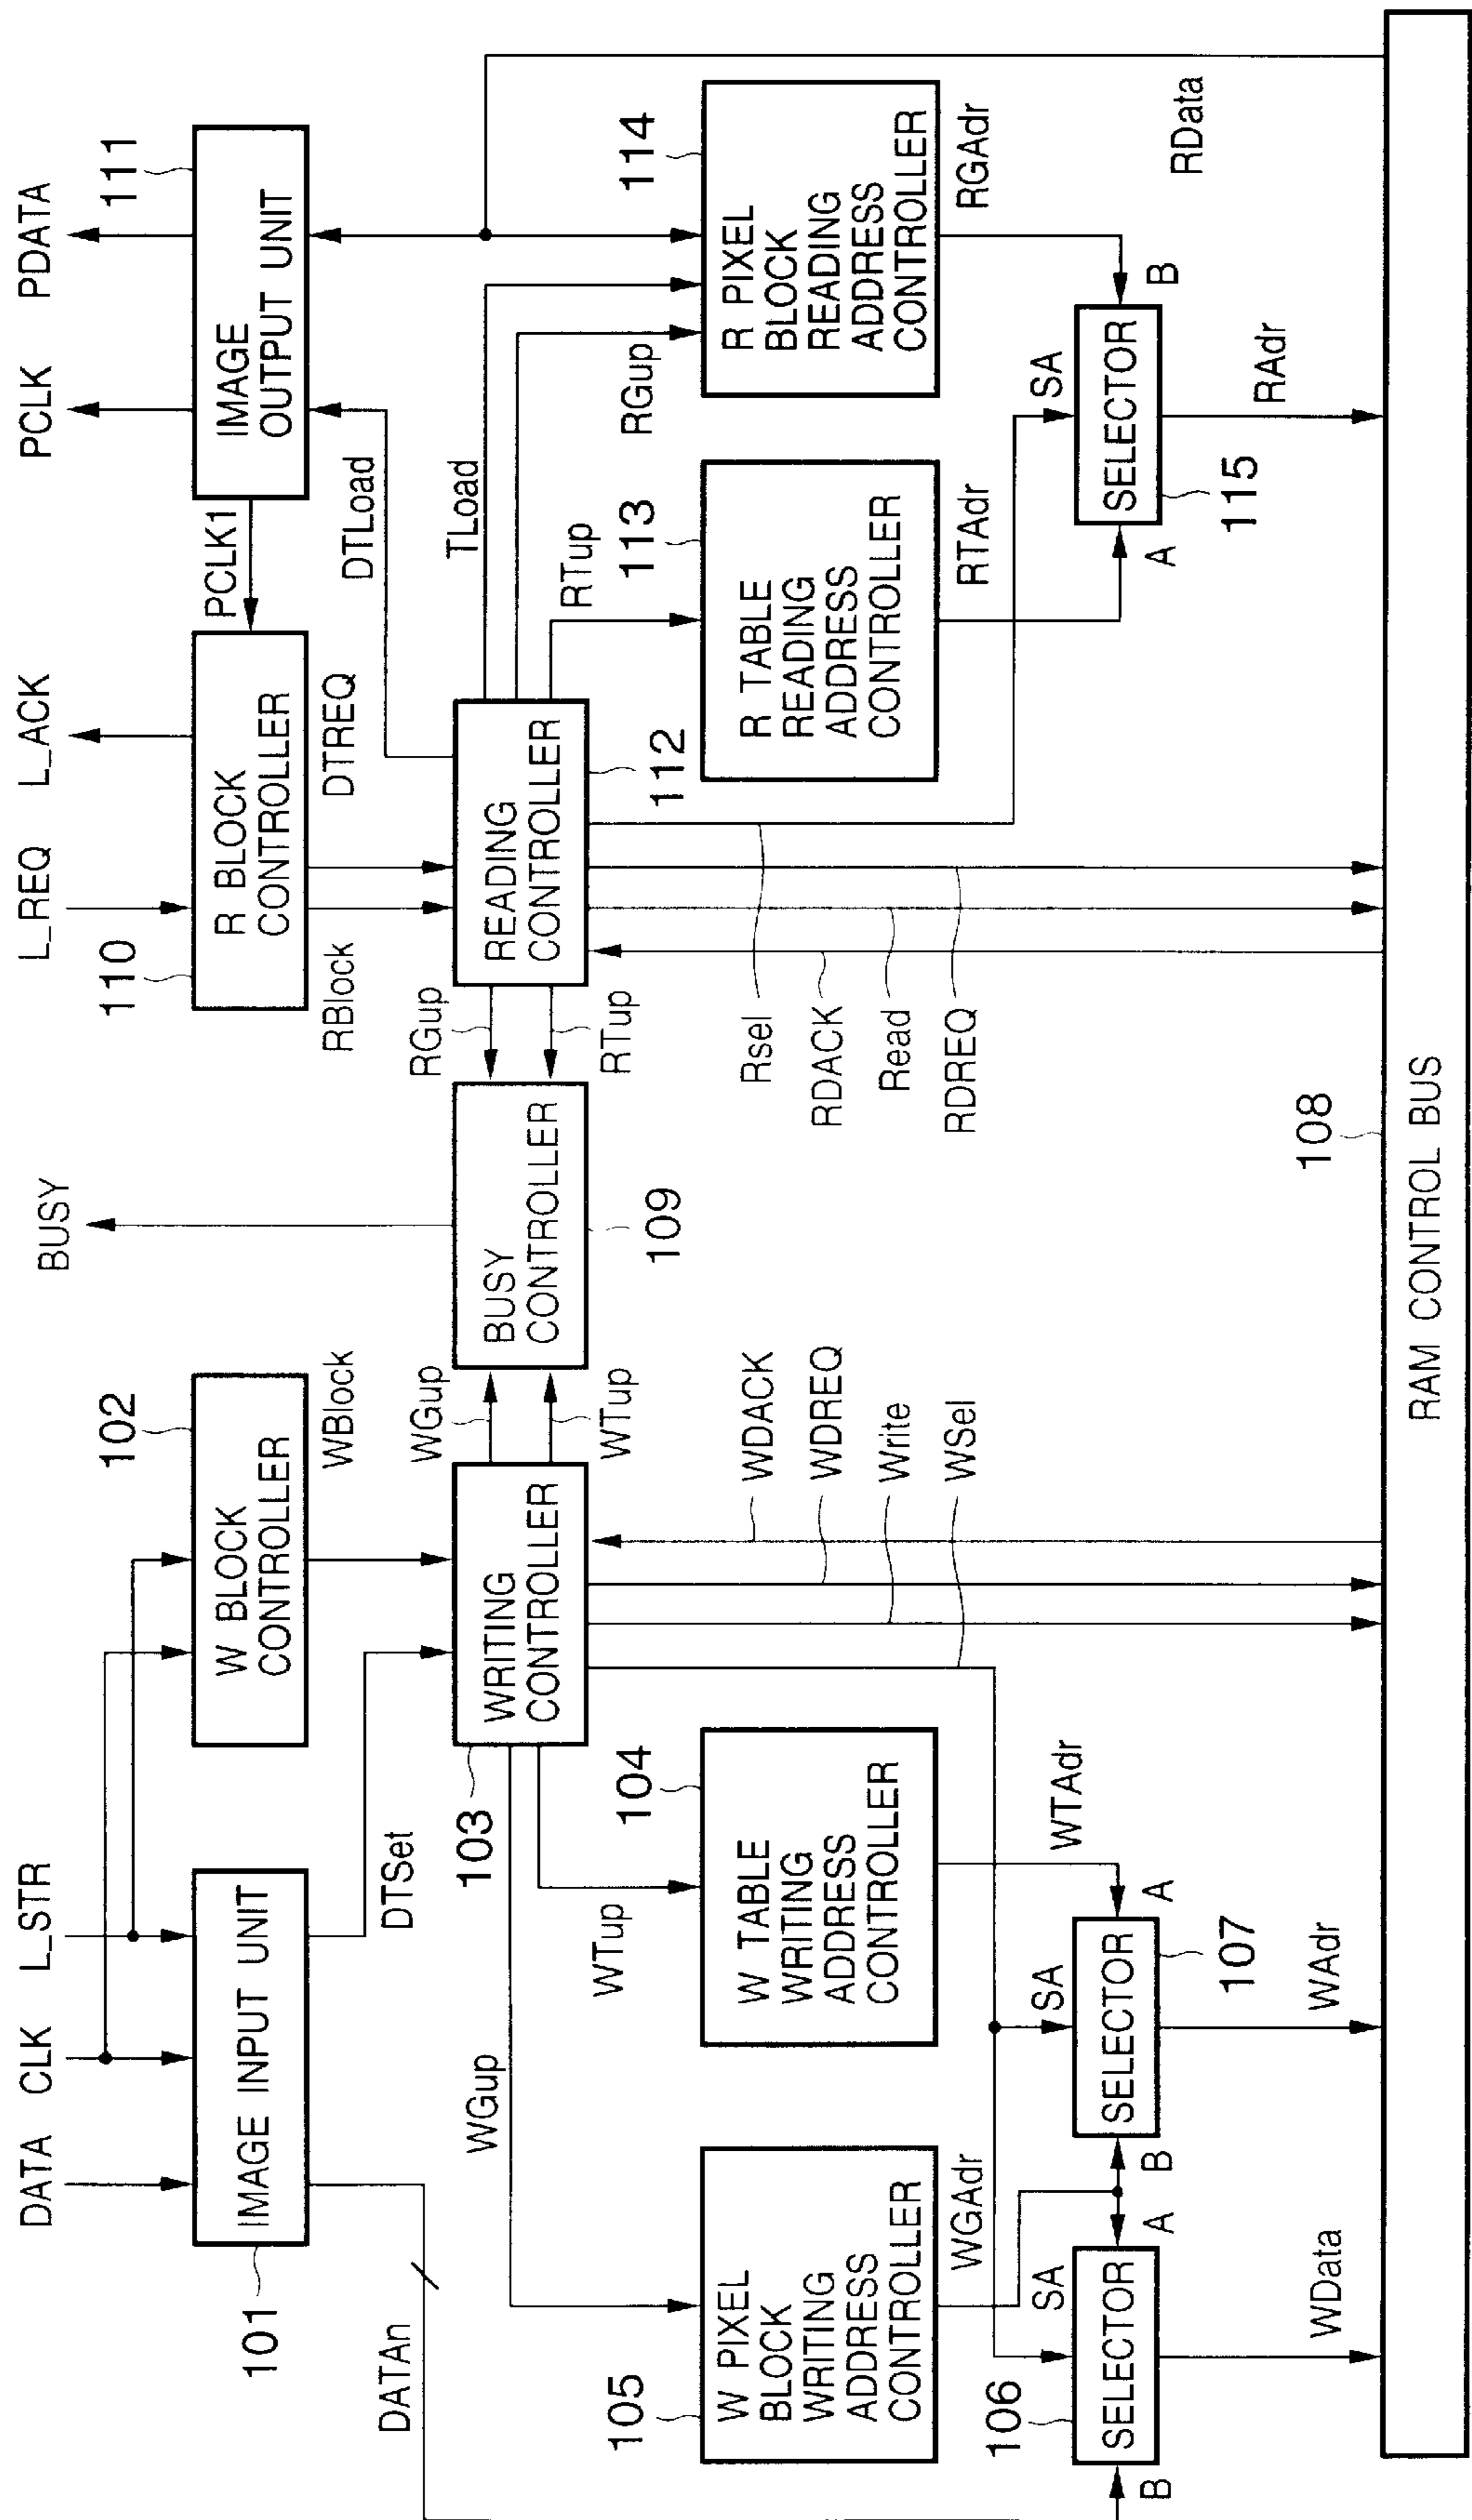 DATA
CLK
L_STR
BUSY
L_REQ
L_ACK
PCLK
PDATA
101
IMAGE INPUT UNIT
102
W BLOCK
CONTROLLER
110
R BLOCK
CONTROLLER
PCLK1
111
IMAGE
OUTPUT UNIT
DATAn
DTSet
WBlock
RBlock
DTREQ
DTLoad
WGup
103
WRITING
CONTROLLER
WGup
WTup
BUSY
CONTROLLER
109
RGup
RTup
READING
CONTROLLER
112
TLoad
RTup
RGup
WTup
105
W PIXEL
BLOCK
WRITING
ADDRESS
CONTROLLER
104
W TABLE
WRITING
ADDRESS
CONTROLLER
113
R TABLE
READING
ADDRESS
CONTROLLER
114
R PIXEL
BLOCK
READING
ADDRESS
CONTROLLER
WDACK
WDREQ
Write
WSel
Rsel
RDACK
Read
RDREQ
WGAdr
WTAdr
RTAdr
RGAdr
106
SA
B
SELECTOR
A
SA
B
SELECTOR
A
107
SA
A
SELECTOR
B
115
WData
WAdr
RAdr
RData
108
RAM CONTROL BUS